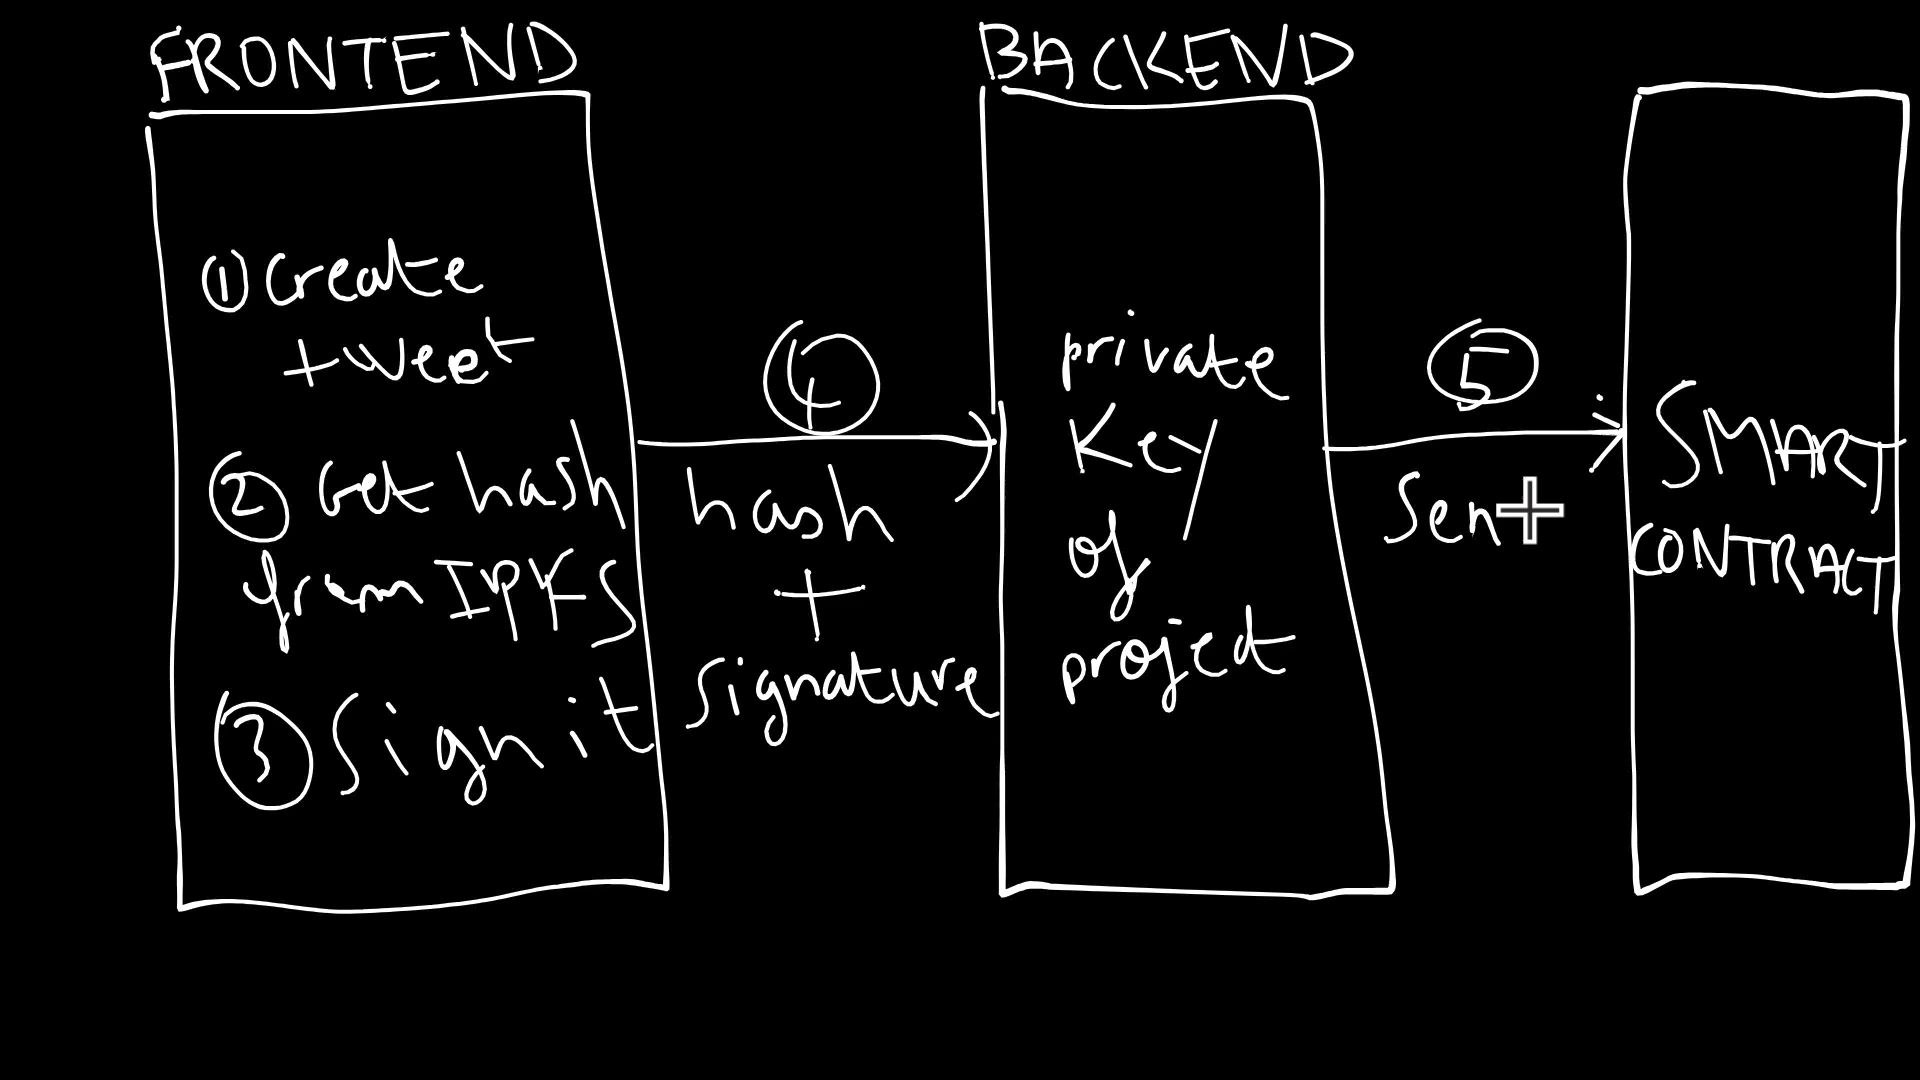 FRONTEND
BACKEND
① Create
tweet
② Get hash
from IPFS
③ Sign it
④
hash
+
signature
private
Key
of
project
⑤
Sen
SMART
CONTRACT